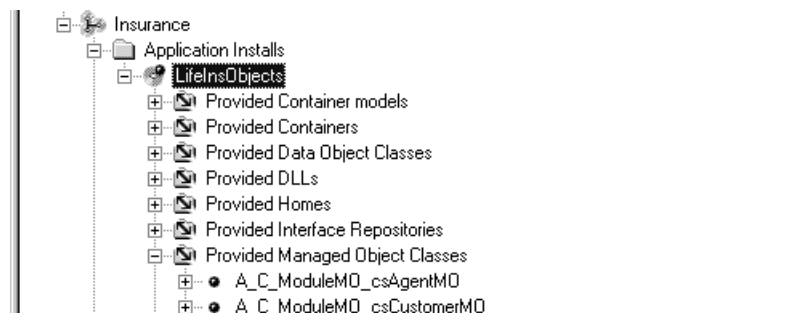 Insurance
Application Installs
LifeInsObjects
Provided Container models
Provided Containers
Provided Data Object Classes
Provided DLLs
Provided Homes
Provided Interface Repositories
Provided Managed Object Classes
A_C_ModuleMO_csAgentMO
A_C_ModuleMO_csCustomerMO